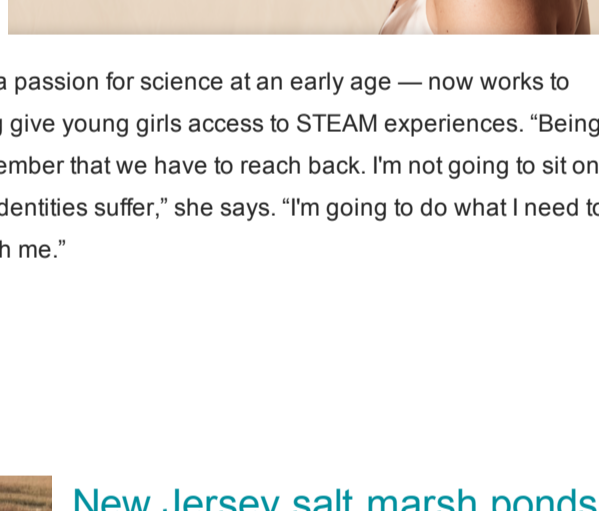 a passion for science at an early age — now works to
give young girls access to STEAM experiences. “Being
that we have to reach back. I'm not going to sit on
suffer,” she says. “I'm going to do what I need to
me.”
New Jersey salt marsh ponds